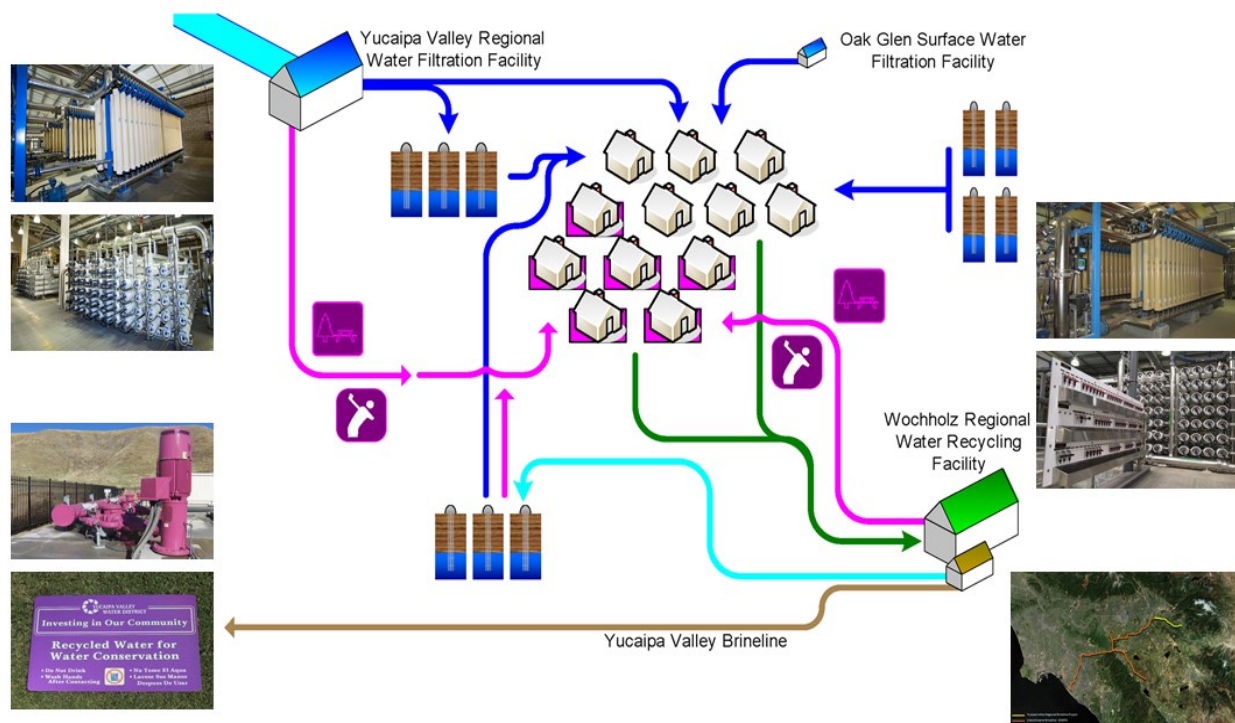 Yucaipa Valley Regional
Water Filtration Facility
Oak Glen Surface Water
Filtration Facility
Wochholz Regional
Water Recycling
Facility
Yucaipa Valley Brineline
YUCAIPA VALLEY
WATER DISTRICT
Investing in Our Community
Recycled Water for
Water Conservation
• Do Not Drink
• Wash Hands
After Contacting
• No Tome El Agua
• Lavese Sus Manos
Despues De Usar